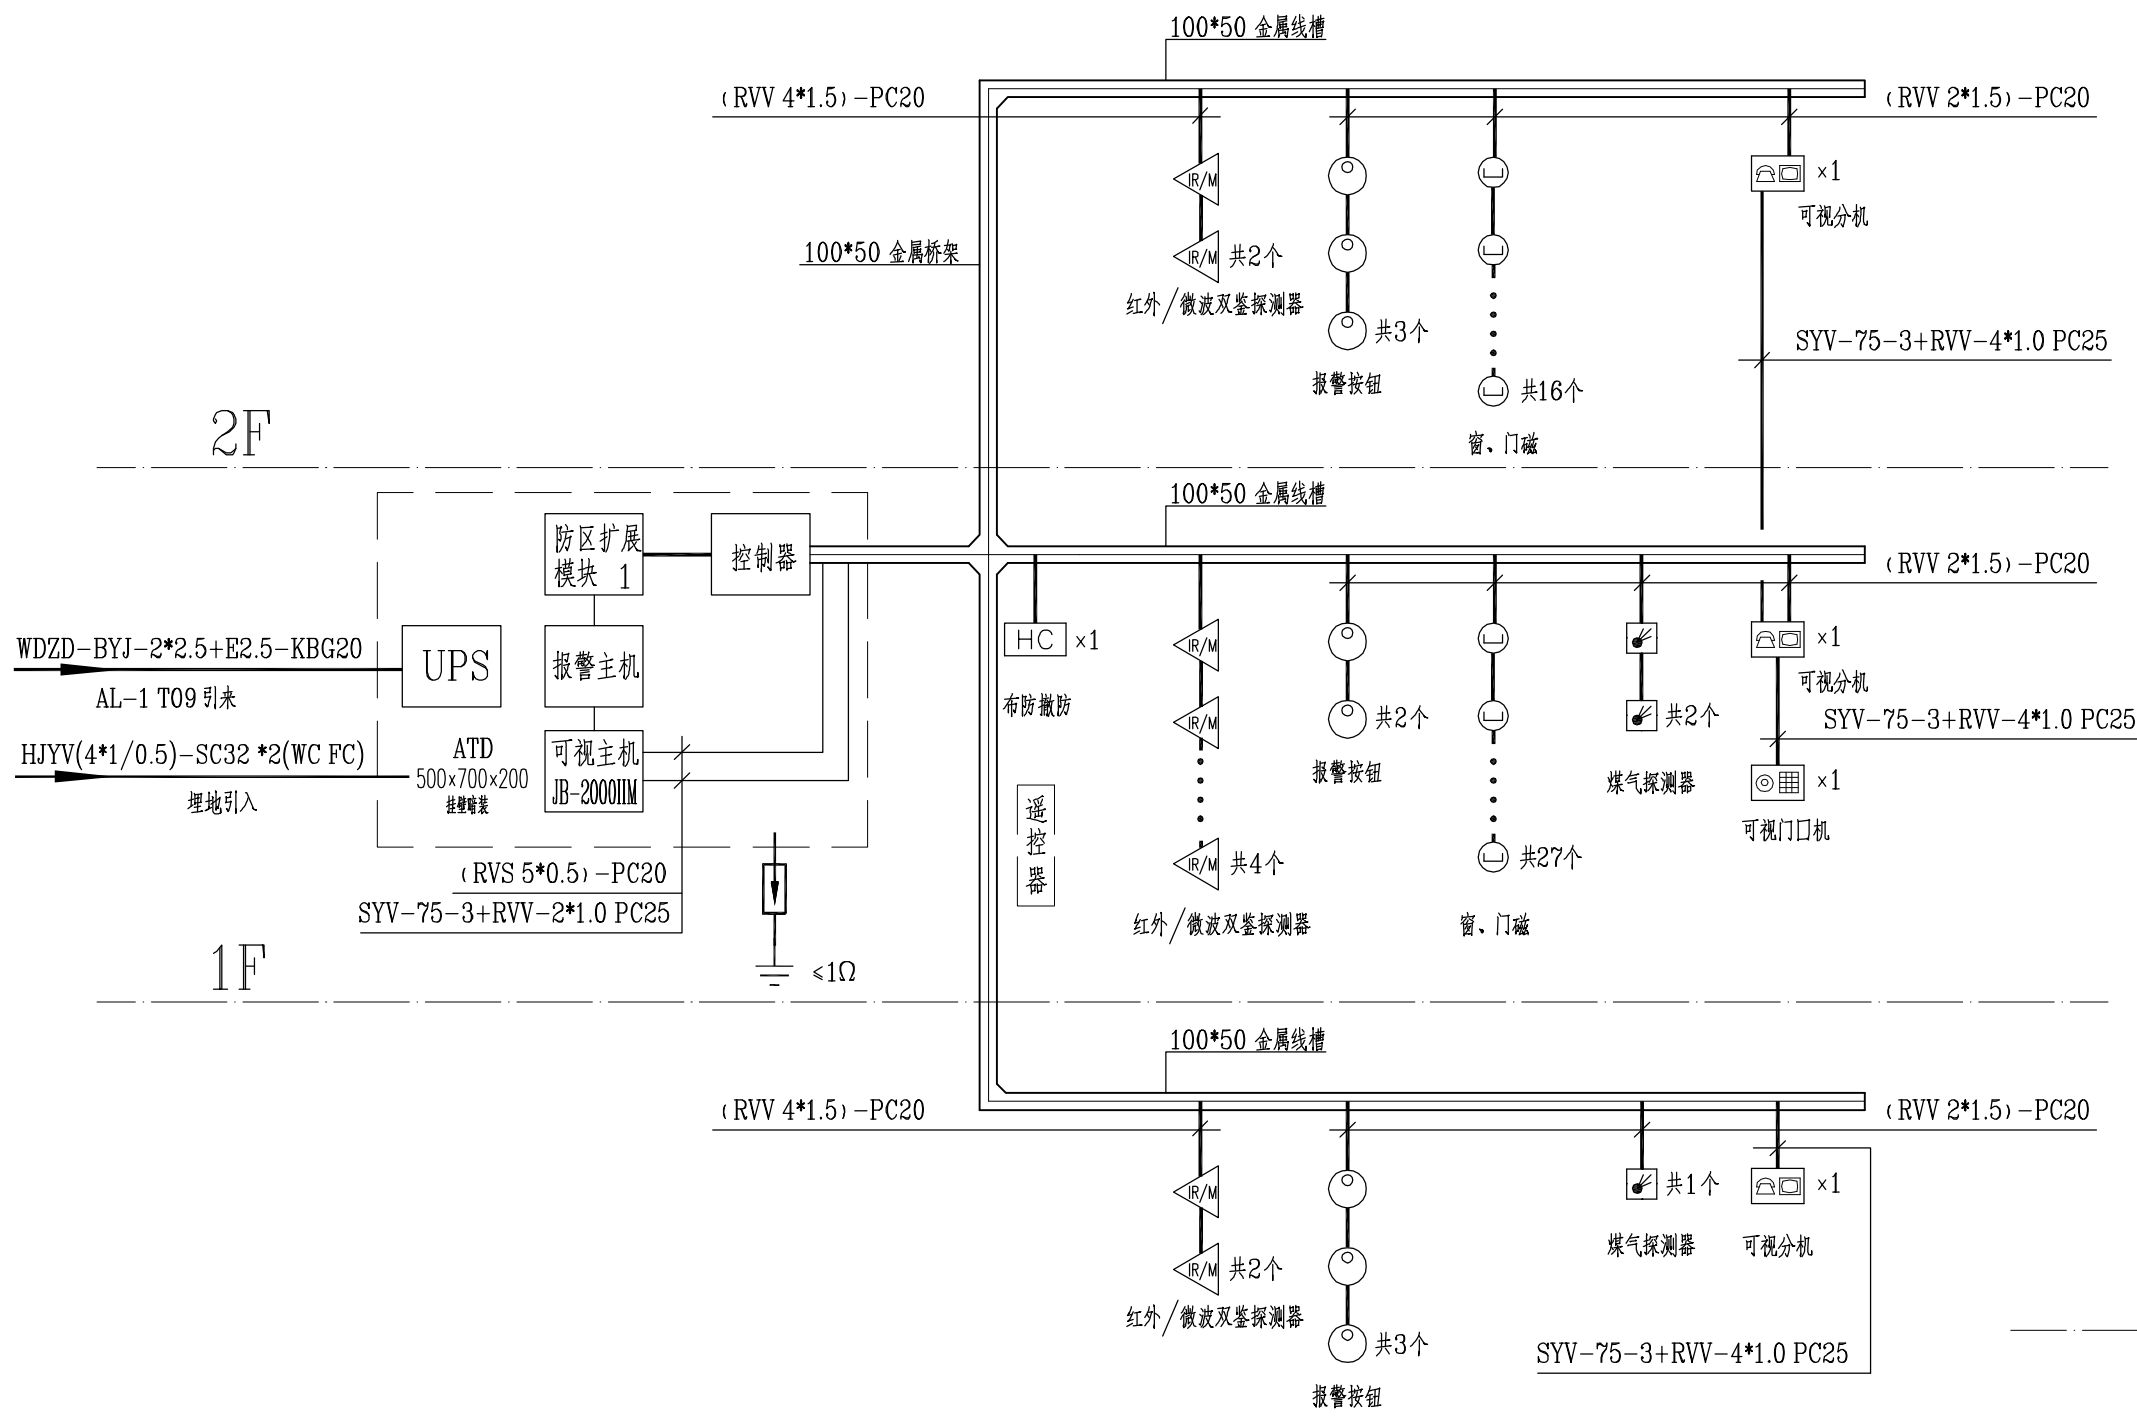 100*50 金属线槽
(RVV 4*1.5)-PC20
(RVV 2*1.5)-PC20
IR/M
×1
可视分机
100*50 金属桥架
IR/M
共2个
红外/微波双鉴探测器
共3个
报警按钮
SYV-75-3+RVV-4*1.0 PC25
共16个
窗、门磁
2F
100*50 金属线槽
防区扩展
模块 1
控制器
(RVV 2*1.5)-PC20
WDZD-BYJ-2*2.5+E2.5-KBG20
UPS
报警主机
HC
×1
IR/M
×1
AL-1 T09引来
布防撤防
可视分机
IR/M
共2个
共2个
SYV-75-3+RVV-4*1.0 PC25
HJYV(4*1/0.5)-SC32 *2(WC FC)
ATD
500×700×200
挂壁暗装
可视主机
JB-2000IIM
报警按钮
煤气探测器
×1
埋地引入
遥控器
可视门口机
IR/M
共4个
共27个
(RVS 5*0.5)-PC20
SYV-75-3+RVV-2*1.0 PC25
红外/微波双鉴探测器
窗、门磁
1F
≤1Ω
100*50 金属线槽
(RVV 4*1.5)-PC20
(RVV 2*1.5)-PC20
IR/M
共1个
×1
煤气探测器
可视分机
IR/M
共2个
红外/微波双鉴探测器
共3个
SYV-75-3+RVV-4*1.0 PC25
报警按钮